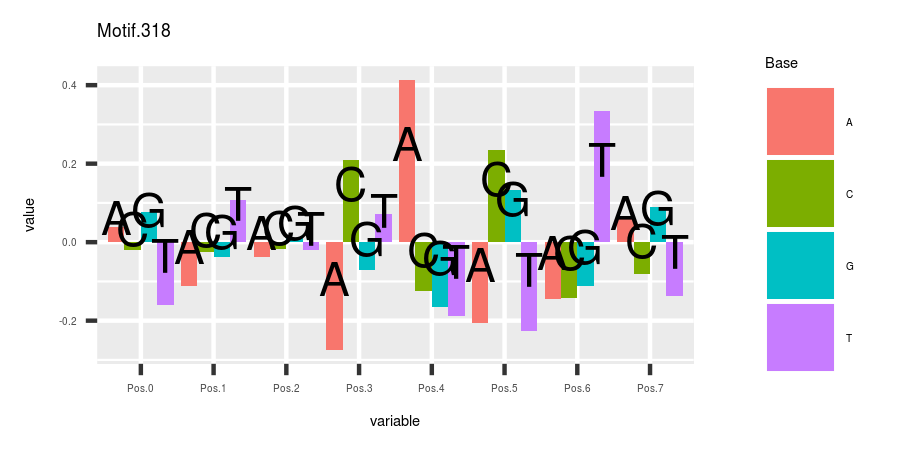 Motif.318
Base
0.4
0.2
0.0
-0.2
value
A C G T A C G T A C G T A C G T A C G T A C G T A C G T A C G T
Pos.0 Pos.1 Pos.2 Pos.3 Pos.4 Pos.5 Pos.6 Pos.7
variable
A
C
G
T